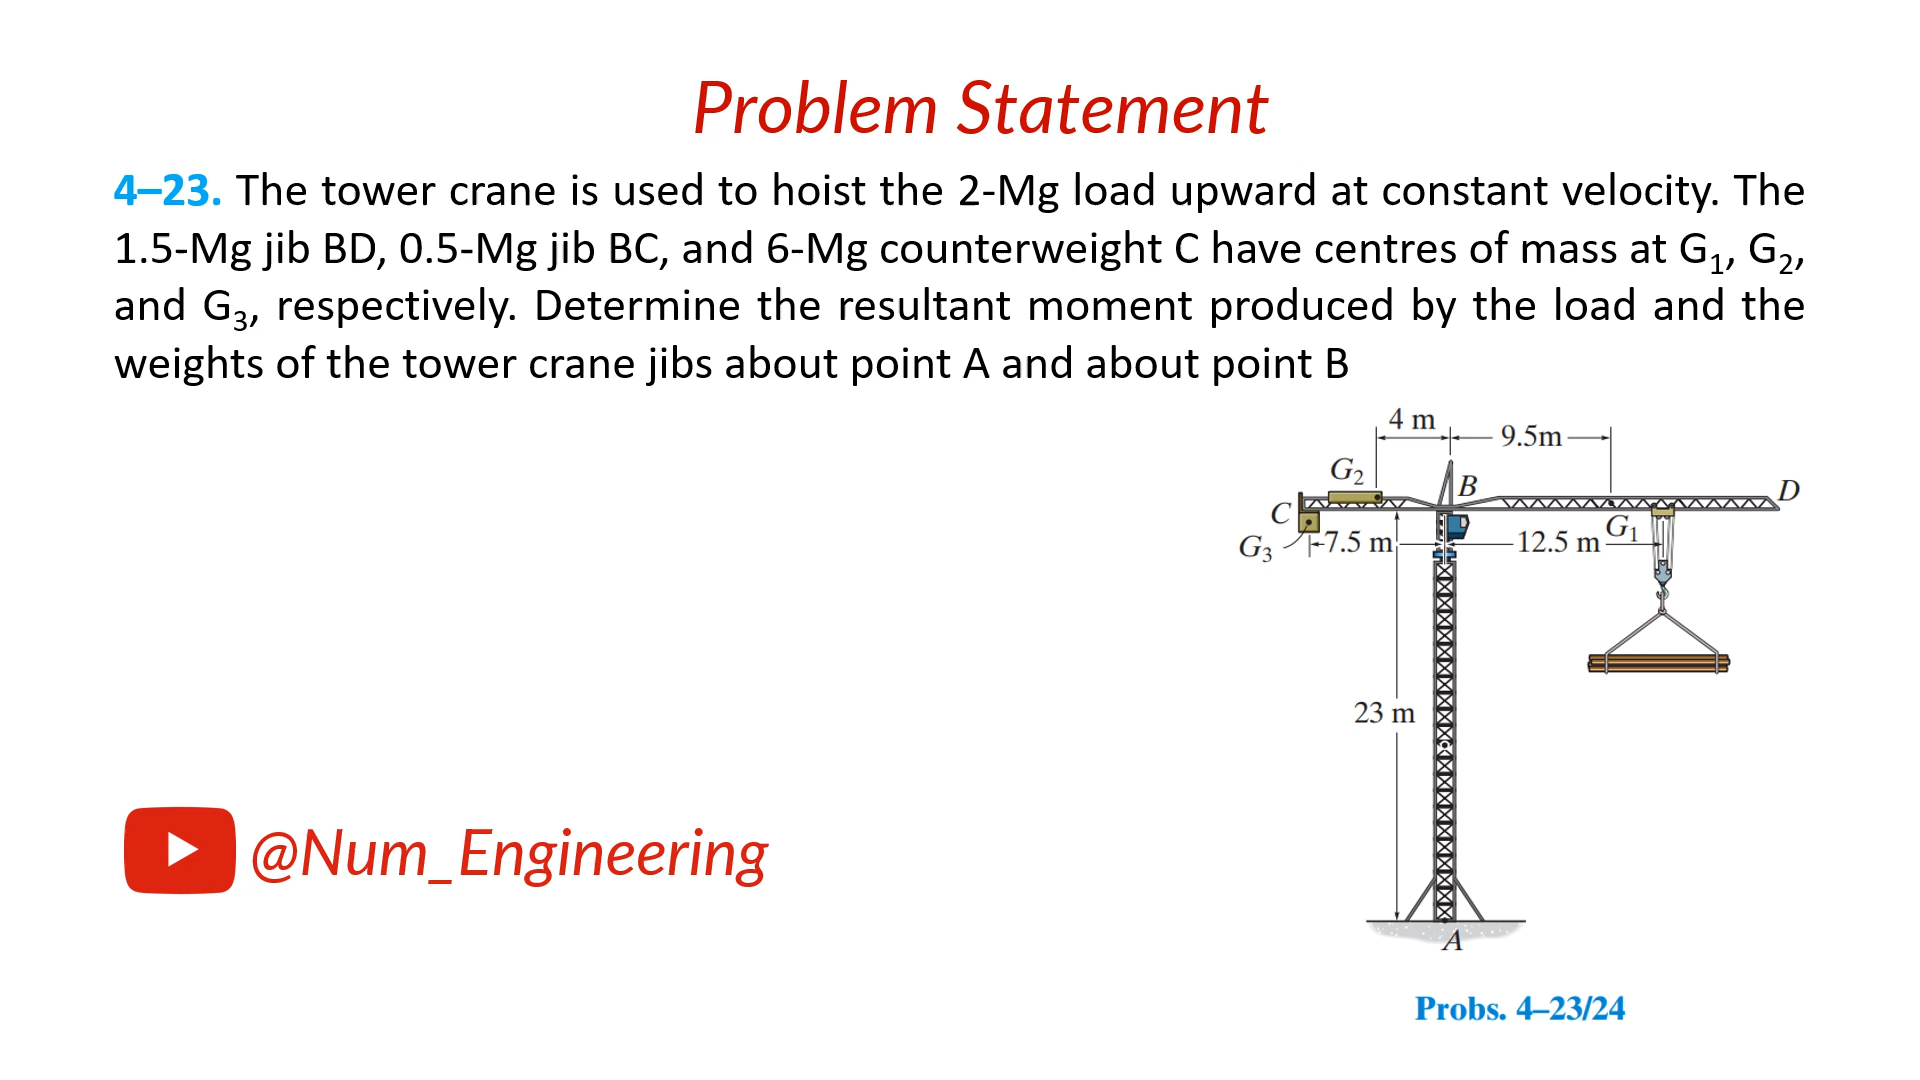 Problem Statement
4–23. The tower crane is used to hoist the 2-Mg load upward at constant velocity. The
1.5-Mg jib BD, 0.5-Mg jib BC, and 6-Mg counterweight C have centres of mass at G₁, G₂,
and G₃, respectively. Determine the resultant moment produced by the load and the
weights of the tower crane jibs about point A and about point B
4 m
9.5m
G₂
B
D
C
G₃
7.5 m
12.5 m
G₁
23 m
@Num_Engineering
A
Probs. 4–23/24